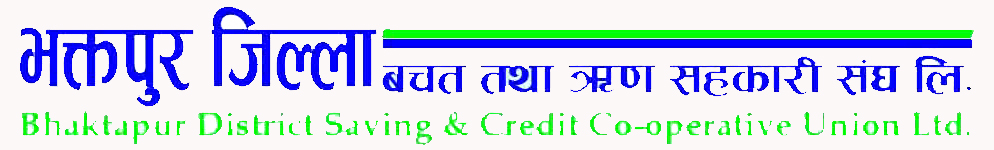 भक्तपुर जिल्ला
बचत तथा ऋण सहकारी संघ लि.
Bhaktapur District Saving & Credit Co-operative Union Ltd.